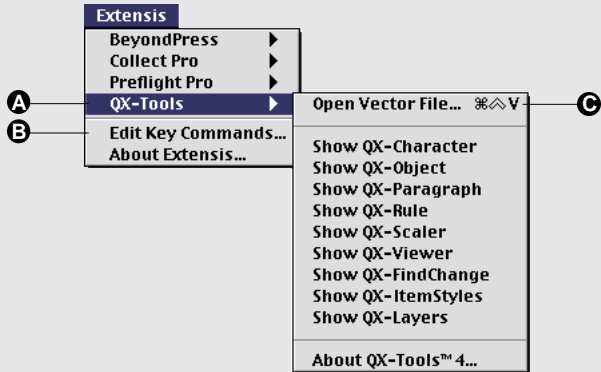 Extensis
BeyondPress
Collect Pro
Preflight Pro
A QX-Tools
B Edit Key Commands...
About Extensis...
Open Vector File... ⌘⌃V C
Show QX-Character
Show QX-Object
Show QX-Paragraph
Show QX-Rule
Show QX-Scaler
Show QX-Viewer
Show QX-FindChange
Show QX-ItemStyles
Show QX-Layers
About QX-Tools™ 4...